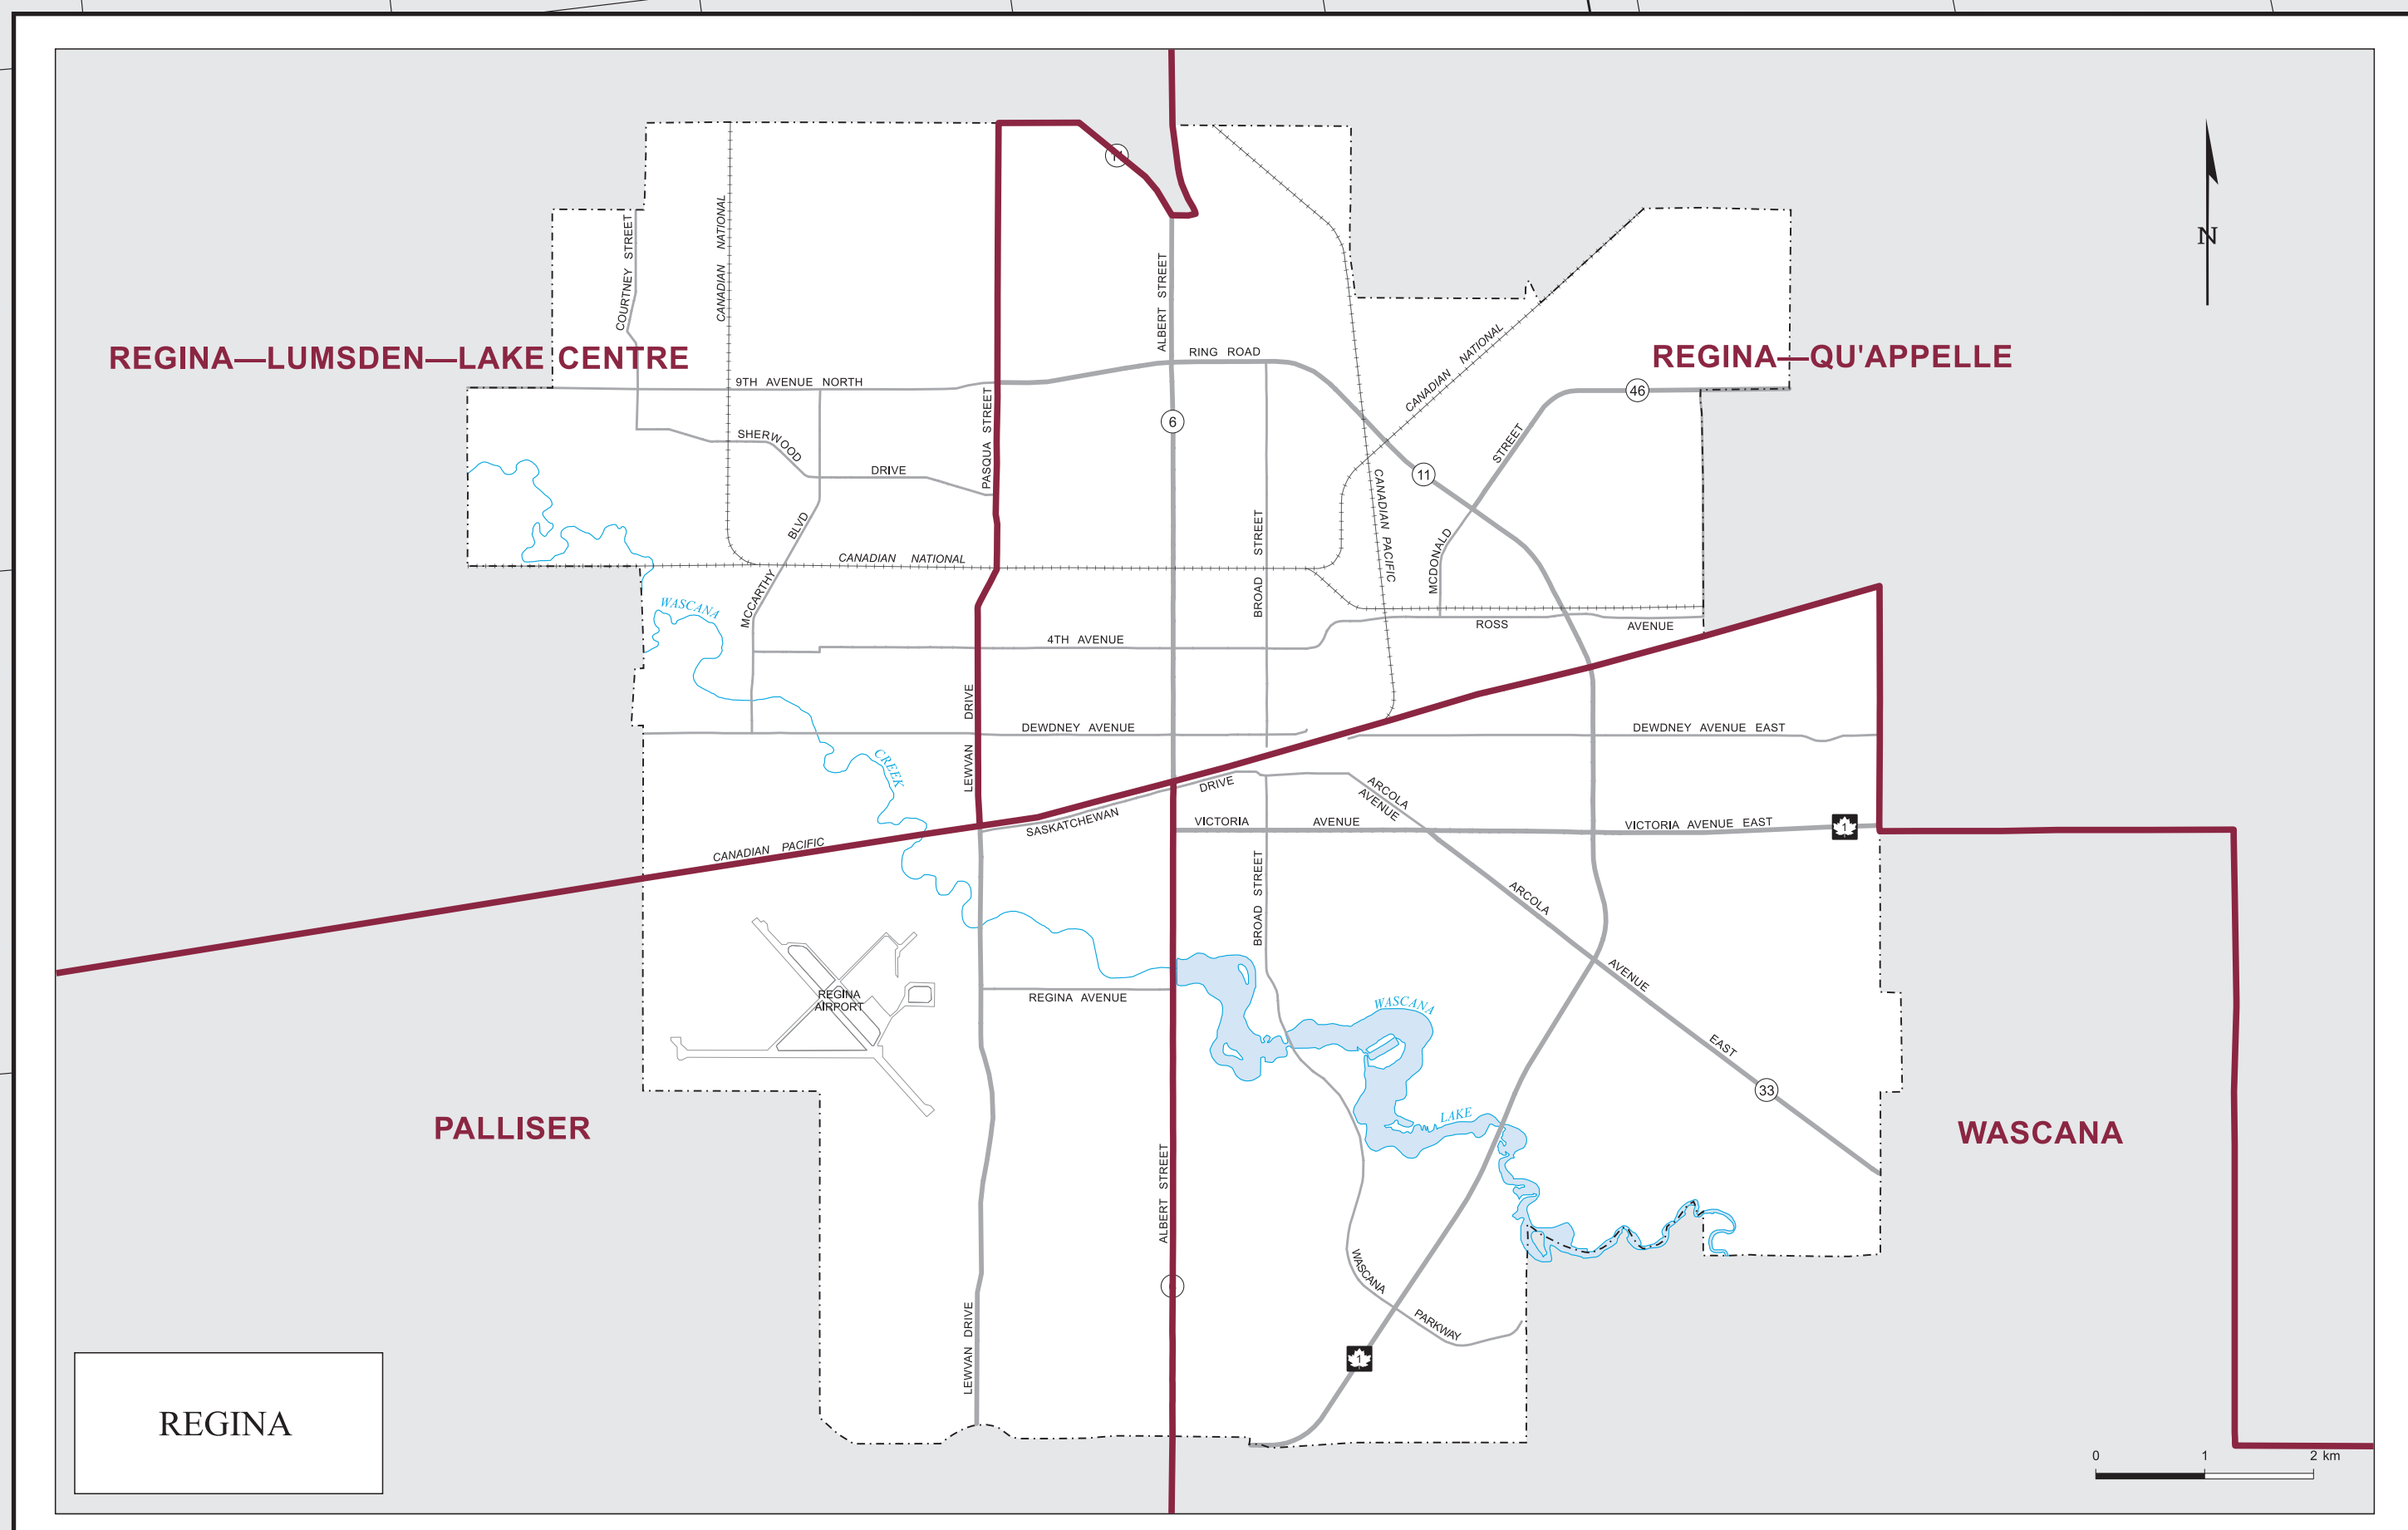 N
COURTNEY STREET
CANADIAN NATIONAL
11
ALBERT STREET
REGINA—LUMSDEN—LAKE CENTRE
REGINA—QU'APPELLE
RING ROAD
9TH AVENUE NORTH
CANADIAN NATIONAL
46
PASQUA STREET
6
SHERWOOD
DRIVE
STREET
11
CANADIAN PACIFIC
BLVD
BROAD STREET
MCDONALD
CANADIAN NATIONAL
MCCARTHY
WASCANA
ROSS
AVENUE
4TH AVENUE
LEWVAN DRIVE
DEWDNEY AVENUE
DEWDNEY AVENUE EAST
CREEK
DRIVE
SASKATCHEWAN
ARCOLA
AVENUE
VICTORIA AVENUE
VICTORIA AVENUE EAST
1
CANADIAN PACIFIC
BROAD STREET
ARCOLA
AVENUE
EAST
33
REGINA
AIRPORT
REGINA AVENUE
WASCANA
LAKE
PALLISER
WASCANA
ALBERT STREET
WASCANA
PARKWAY
LEWVAN DRIVE
1
REGINA
0 1 2 km